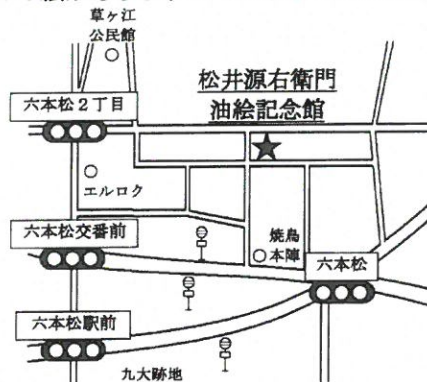 草ヶ江
公民館
松井源右衛門
油絵記念館
六本松2丁目
エルロク
六本松交番前
焼鳥
本陣
六本松
六本松駅前
九大跡地